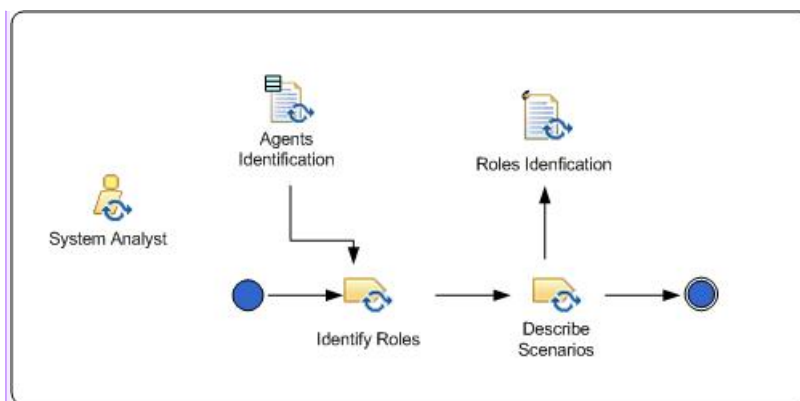 Agents
Identification
Roles Idenfication
System Analyst
Identify Roles
Describe
Scenarios